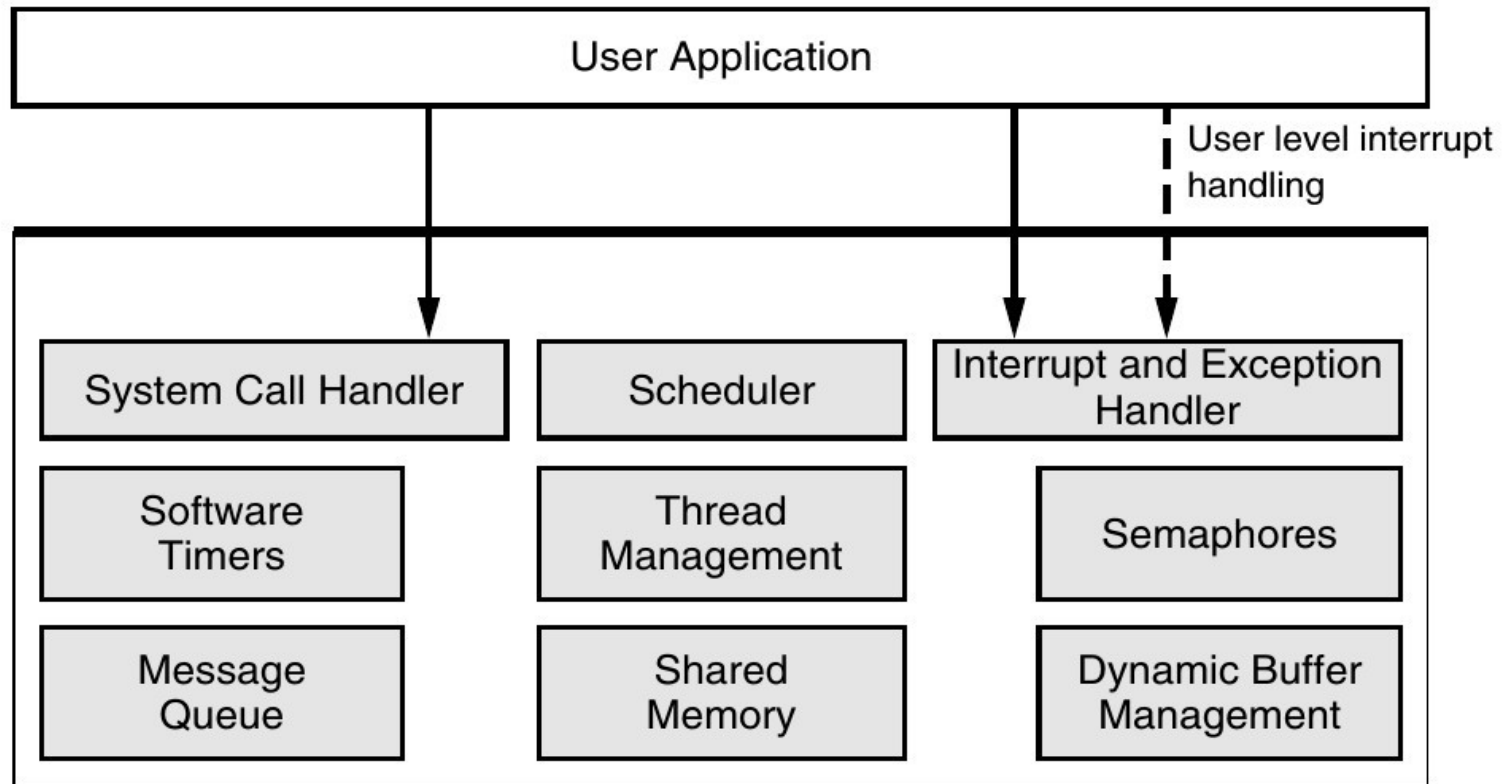 User Application
User level interrupt
handling
System Call Handler
Scheduler
Interrupt and Exception
Handler
Software
Timers
Thread
Management
Semaphores
Message
Queue
Shared
Memory
Dynamic Buffer
Management